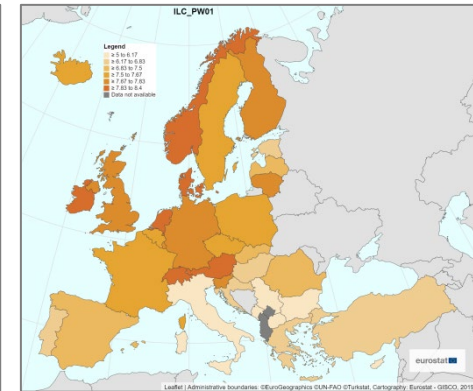 ILC_PW01
Legend
≥ 5 to 6.17
≥ 6.17 to 6.83
≥ 6.83 to 7.5
≥ 7.5 to 7.67
≥ 7.67 to 7.83
≥ 7.83 to 8.4
Data not available
eurostat
Leaflet | Administrative boundaries: ©EuroGeographics ©UN-FAO ©Turkstat, Cartography: Eurostat - GISCO, 201